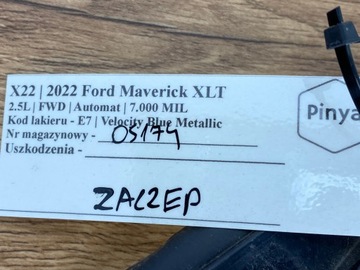 X22 | 2022 Ford Maverick XLT
2.5L | FWD | Automat | 7.000 MIL
Kod lakieru - E7 | Velocity Blue Metallic
Nr magazynowy - 05174
Uszkodzenia -
ZACZEP
Pinya